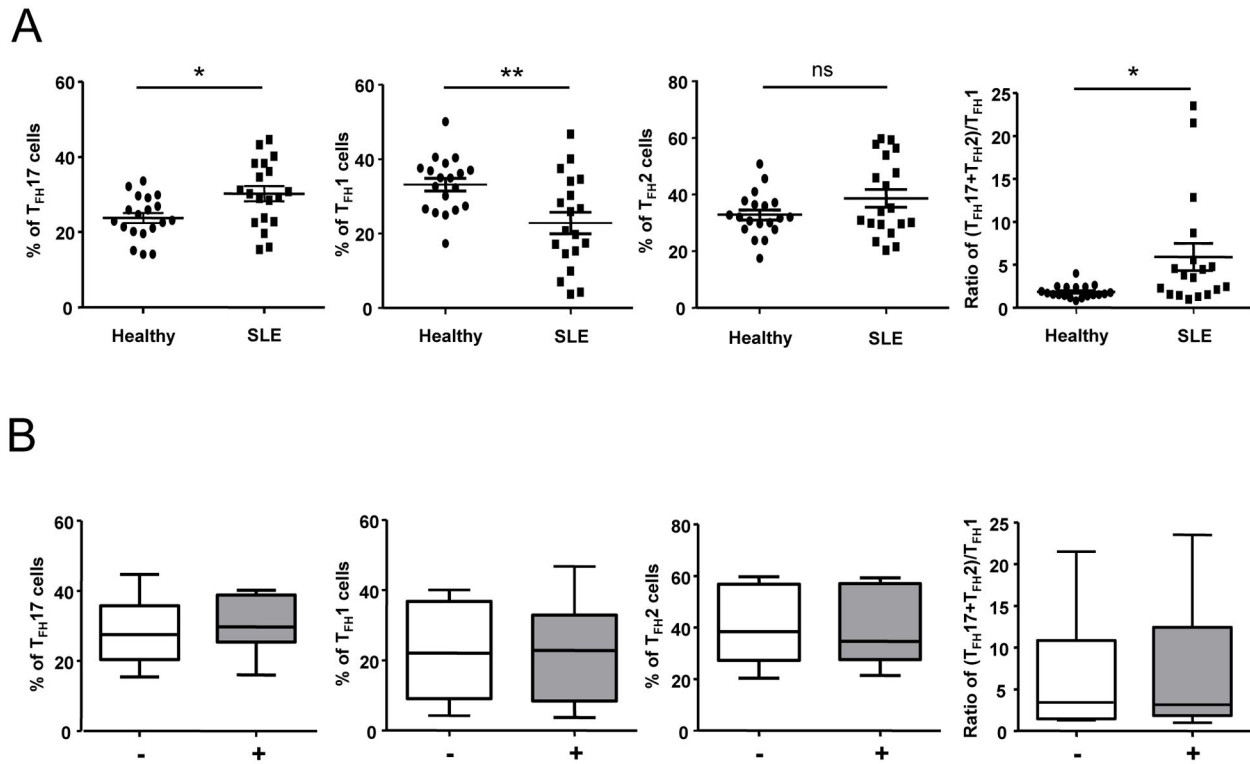 A
% of TFH17 cells
60
40
20
0
*
Healthy
SLE
% of TFH1 cells
60
40
20
0
**
Healthy
SLE
% of TFH2 cells
80
60
40
20
0
ns
Healthy
SLE
Ratio of (TFH17+TFH2)/TFH1
25
20
15
10
5
0
*
Healthy
SLE
B
% of TFH17 cells
60
40
20
0
-
+
% of TFH1 cells
60
40
20
0
-
+
% of TFH2 cells
80
60
40
20
0
-
+
Ratio of (TFH17+TFH2)/TFH1
25
20
15
10
5
0
-
+